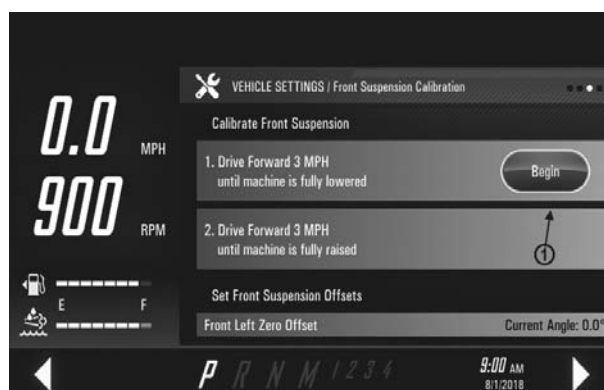 VEHICLE SETTINGS / Front Suspension Calibration
0.0 MPH
900 RPM
E F
Calibrate Front Suspension
1. Drive Forward 3 MPH
until machine is fully lowered
Begin
1
2. Drive Forward 3 MPH
until machine is fully raised
Set Front Suspension Offsets
Front Left Zero Offset Current Angle: 0.0°
P R N M 1 2 3 4
9:00 AM
8/1/2018